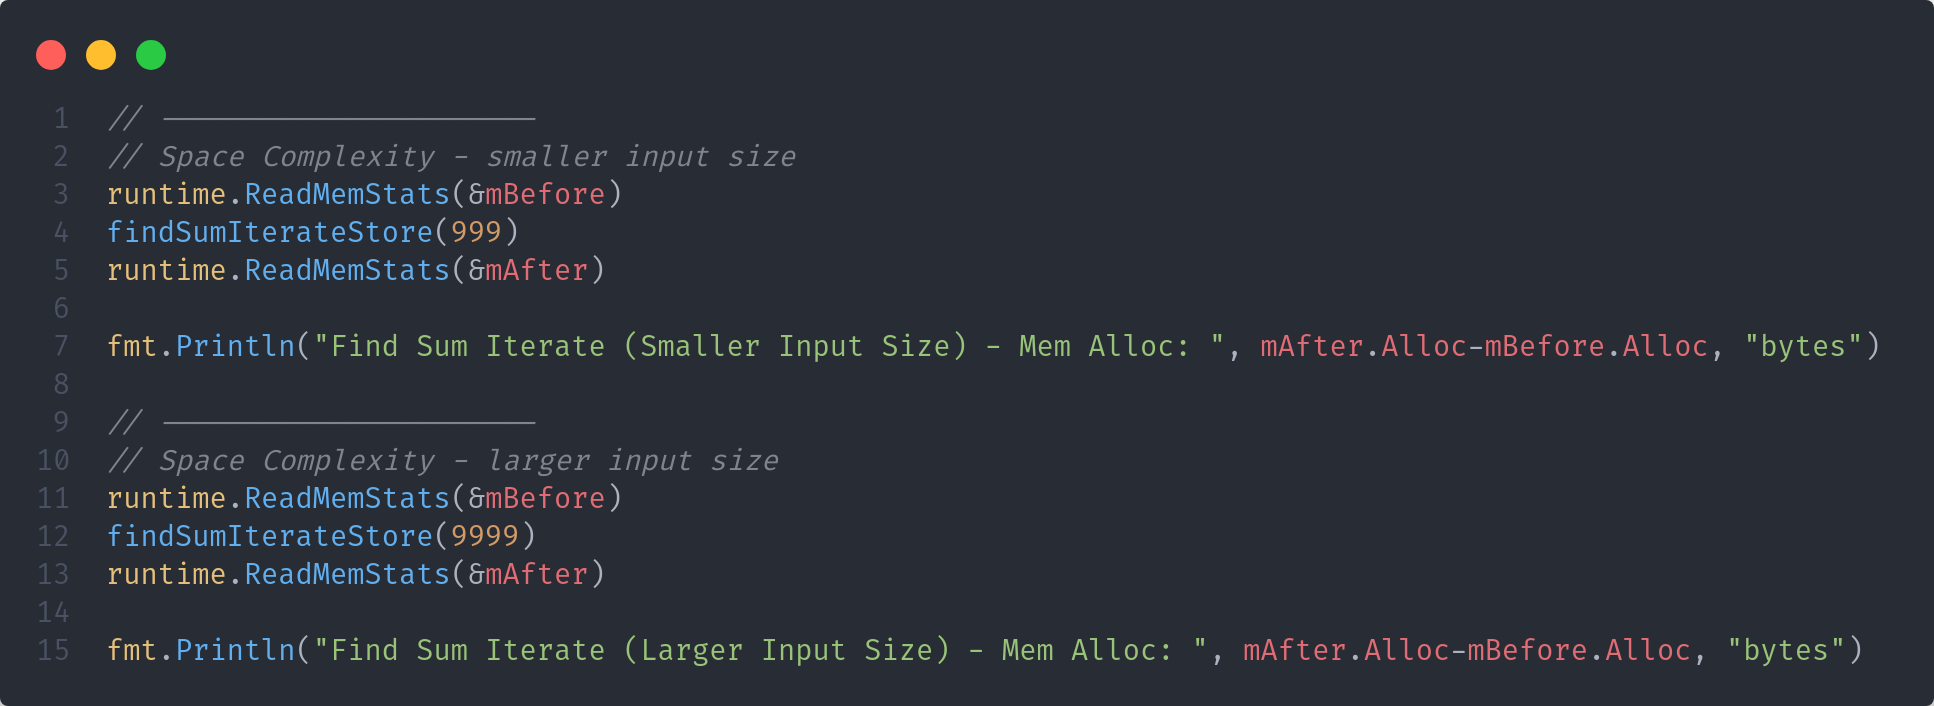 1 // ----------------------
2 // Space Complexity - smaller input size
3 runtime.ReadMemStats(&mBefore)
4 findSumIterateStore(999)
5 runtime.ReadMemStats(&mAfter)
6
7 fmt.Println("Find Sum Iterate (Smaller Input Size) - Mem Alloc: ", mAfter.Alloc-mBefore.Alloc, "bytes")
8
9 // ----------------------
10 // Space Complexity - larger input size
11 runtime.ReadMemStats(&mBefore)
12 findSumIterateStore(9999)
13 runtime.ReadMemStats(&mAfter)
14
15 fmt.Println("Find Sum Iterate (Larger Input Size) - Mem Alloc: ", mAfter.Alloc-mBefore.Alloc, "bytes")